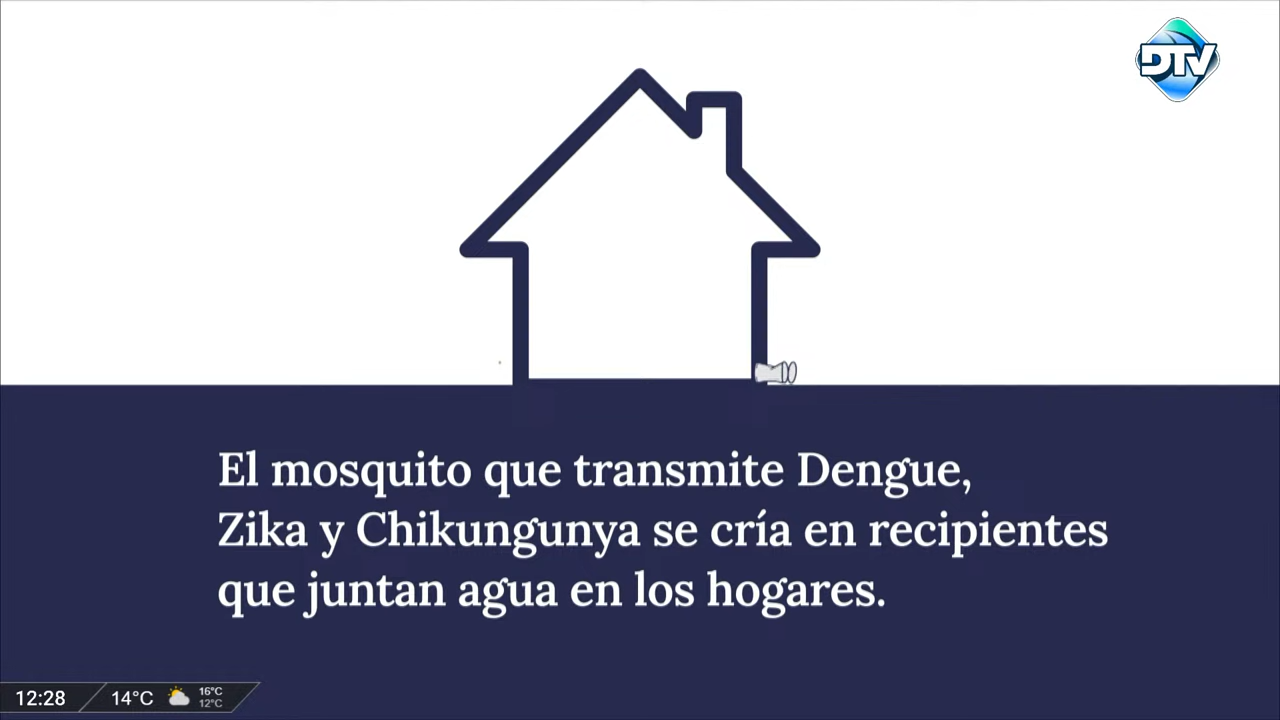 DTV
El mosquito que transmite Dengue,
Zika y Chikungunya se cría en recipientes
que juntan agua en los hogares.
12:28 14°C 16°C
12°C